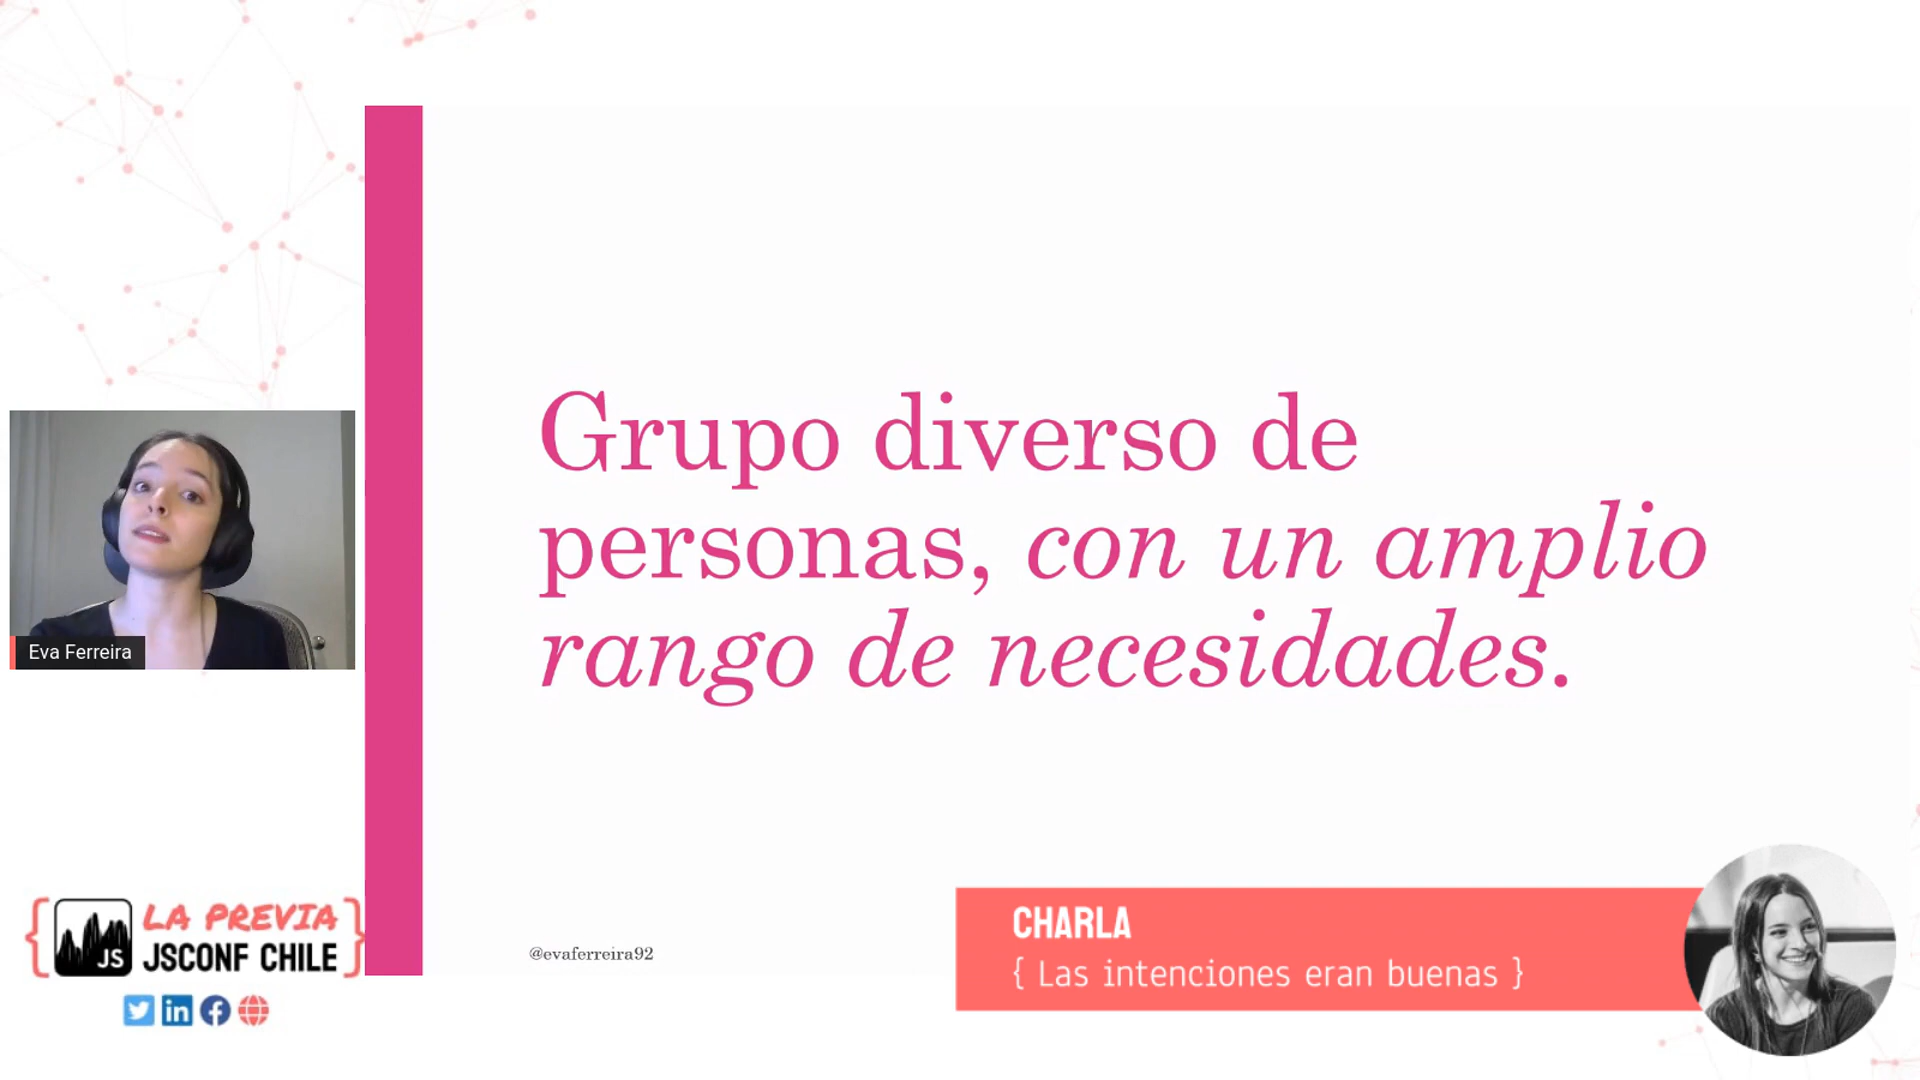 Grupo diverso de
personas, con un amplio
rango de necesidades.
Eva Ferreira
LA PREVIA
JS
JSCONF CHILE
@evaferreira92
CHARLA
{ Las intenciones eran buenas }